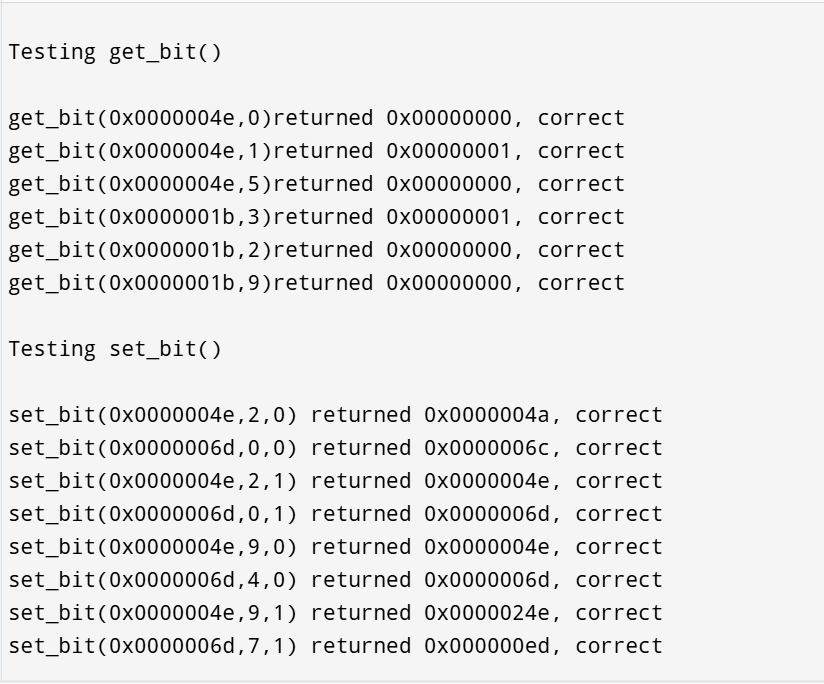 Testing get_bit()
get_bit(0x0000004e,0)returned 0x00000000, correct
get_bit(0x0000004e,1)returned 0x00000001, correct
get_bit(0x0000004e,5)returned 0x00000000, correct
get_bit(0x0000001b,3)returned 0x00000001, correct
get_bit(0x0000001b,2)returned 0x00000000, correct
get_bit(0x0000001b,9)returned 0x00000000, correct
Testing set_bit()
set_bit(0x0000004e,2,0) returned 0x0000004a, correct
set_bit(0x0000006d,0,0) returned 0x0000006c, correct
set_bit(0x0000004e,2,1) returned 0x0000004e, correct
set_bit(0x0000006d,0,1) returned 0x0000006d, correct
set_bit(0x0000004e,9,0) returned 0x0000004e, correct
set_bit(0x0000006d,4,0) returned 0x0000006d, correct
set_bit(0x0000004e,9,1) returned 0x0000024e, correct
set_bit(0x0000006d,7,1) returned 0x000000ed, correct